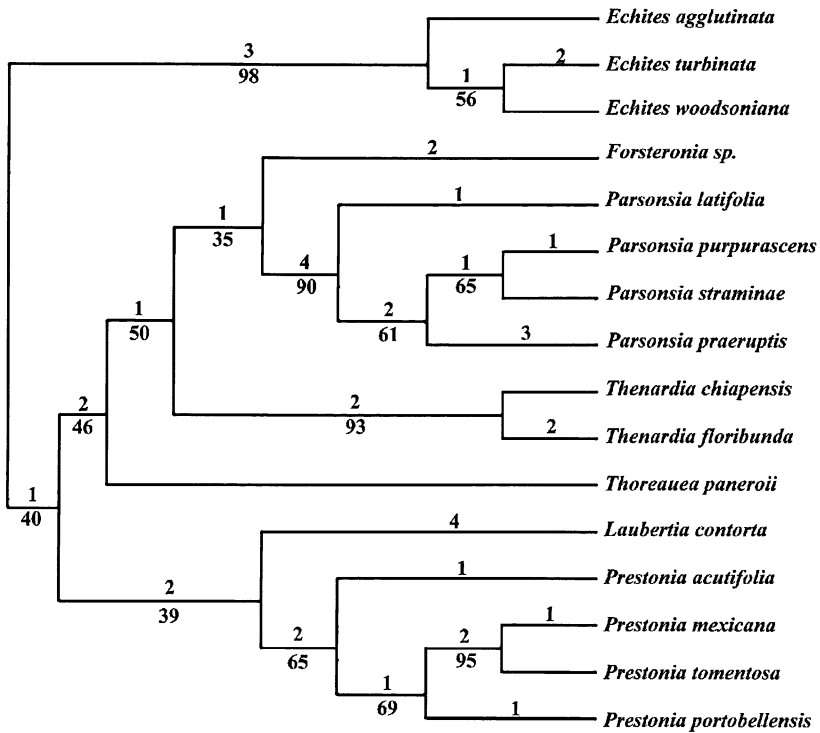 Echites agglutinata
3
98
2
Echites turbinata
1
56
Echites woodsoniana
2
Forsteronia sp.
1
Parsonsia latifolia
1
35
1
Parsonsia purpurascens
4
90
1
65
Parsonsia straminae
2
61
3
Parsonsia praeruptis
1
50
Thenardia chiapensis
2
93
2
Thenardia floribunda
2
46
Thoreauea paneroii
1
40
4
Laubertia contorta
1
Prestonia acutifolia
2
39
1
Prestonia mexicana
2
65
2
95
Prestonia tomentosa
1
69
1
Prestonia portobellensis